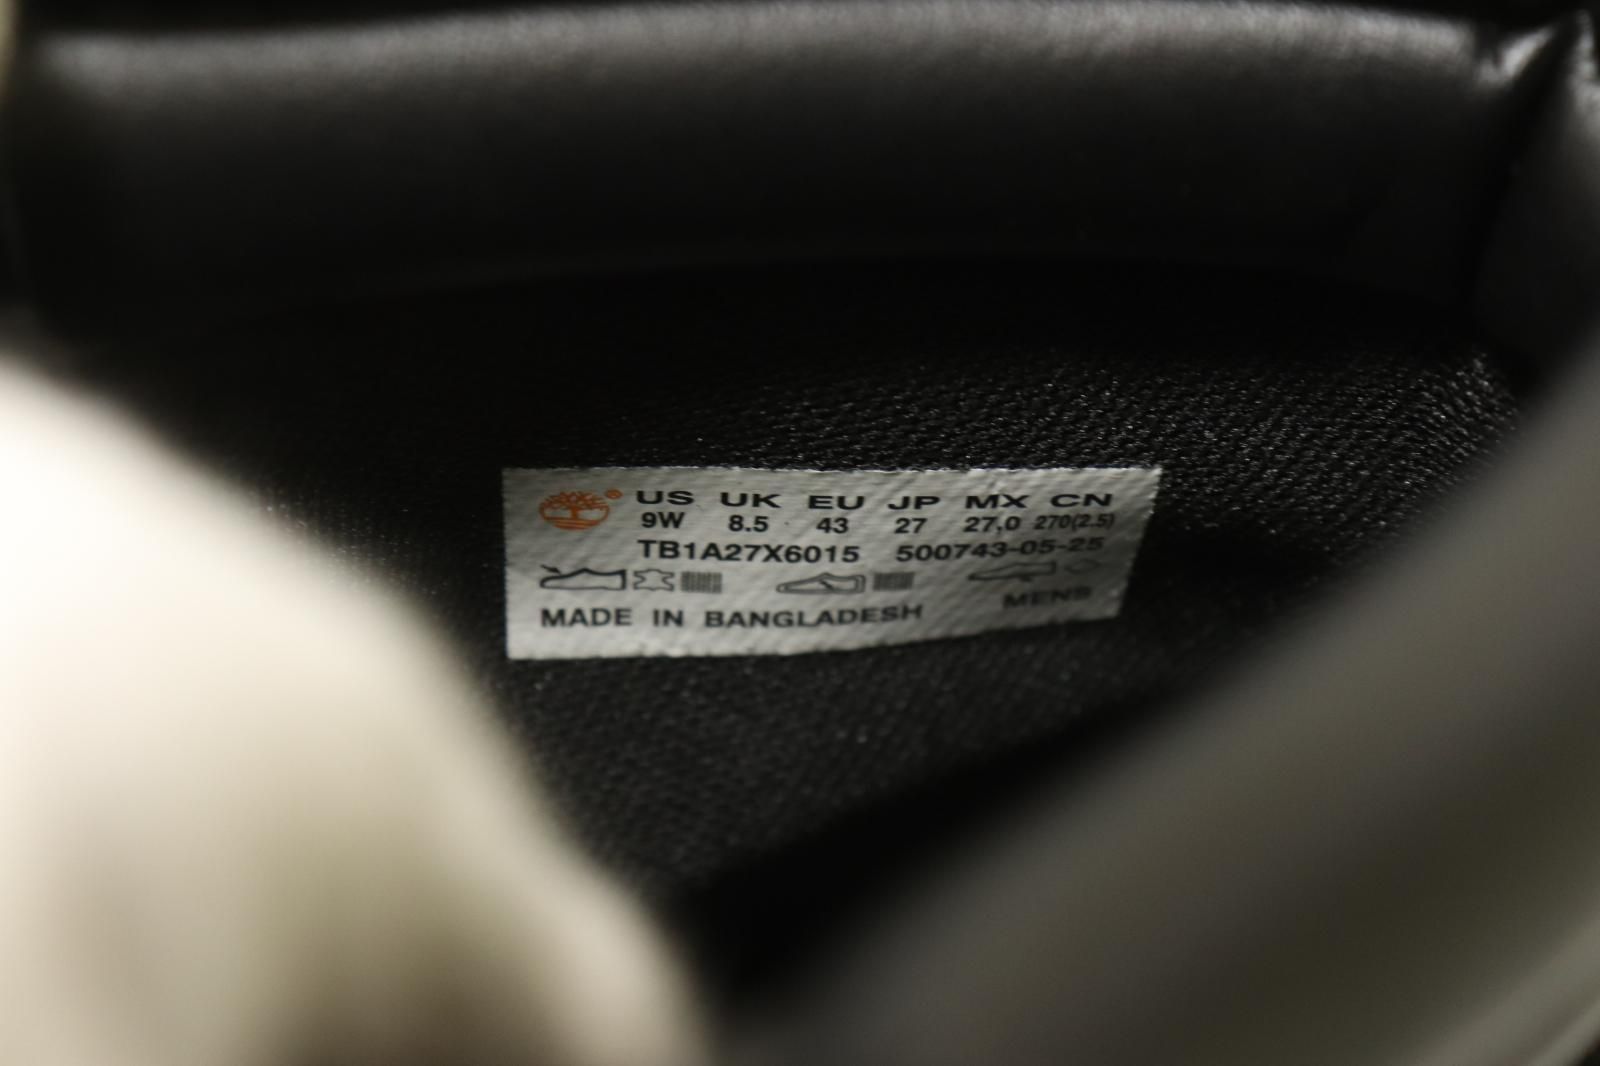 ® US UK EU JP MX CN
9W 8.5 43 27 27,0 270(2.5)
TB1A27X6015 500743-05-25
MADE IN BANGLADESH MENS